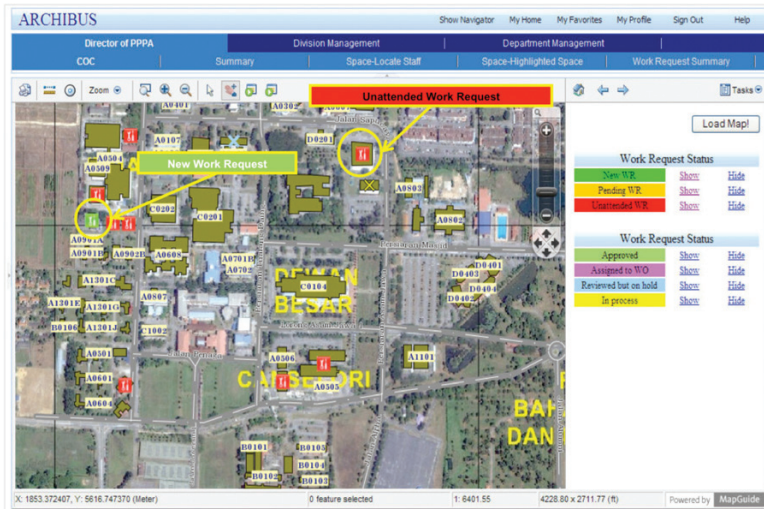 ARCHIBUS
Show Navigator My Home My Favorites My Profile Sign Out Help
Director of PPPA Division Management Department Management
COC Summary Space-Locate Staff Space-Highlighted Space Work Request Summary
Zoom
Tasks
Unattended Work Request
New Work Request
Load Map!
Work Request Status
New WR Show Hide
Pending WR Show Hide
Unattended WR Show Hide
Work Request Status
Approved Show Hide
Assigned to WO Show Hide
Reviewed but on hold Show Hide
In process Show Hide
A0401
A0202
A0107
D0201
A0504
A0509
A0803
C0202
C0201
A0802
A0901A
A0901B
A0902B
A0608
A0701B
A0702
D0401
D0403
D0404
D0402
A1301C
DEWAN
BESAR
C0104
A1301E
A1301G
A0807
B0106
A1301J
C1002
A0501
A0506
A1101
A0601
A0505
CANSELORI
A0604
BAH
DAN
B0101
B0105
B0104
B0102
B0103
X: 1853.372407, Y: 5616.747370 (Meter) 0 feature selected 1: 6401.55 4228.80 x 2711.77 (ft) Powered by MapGuide